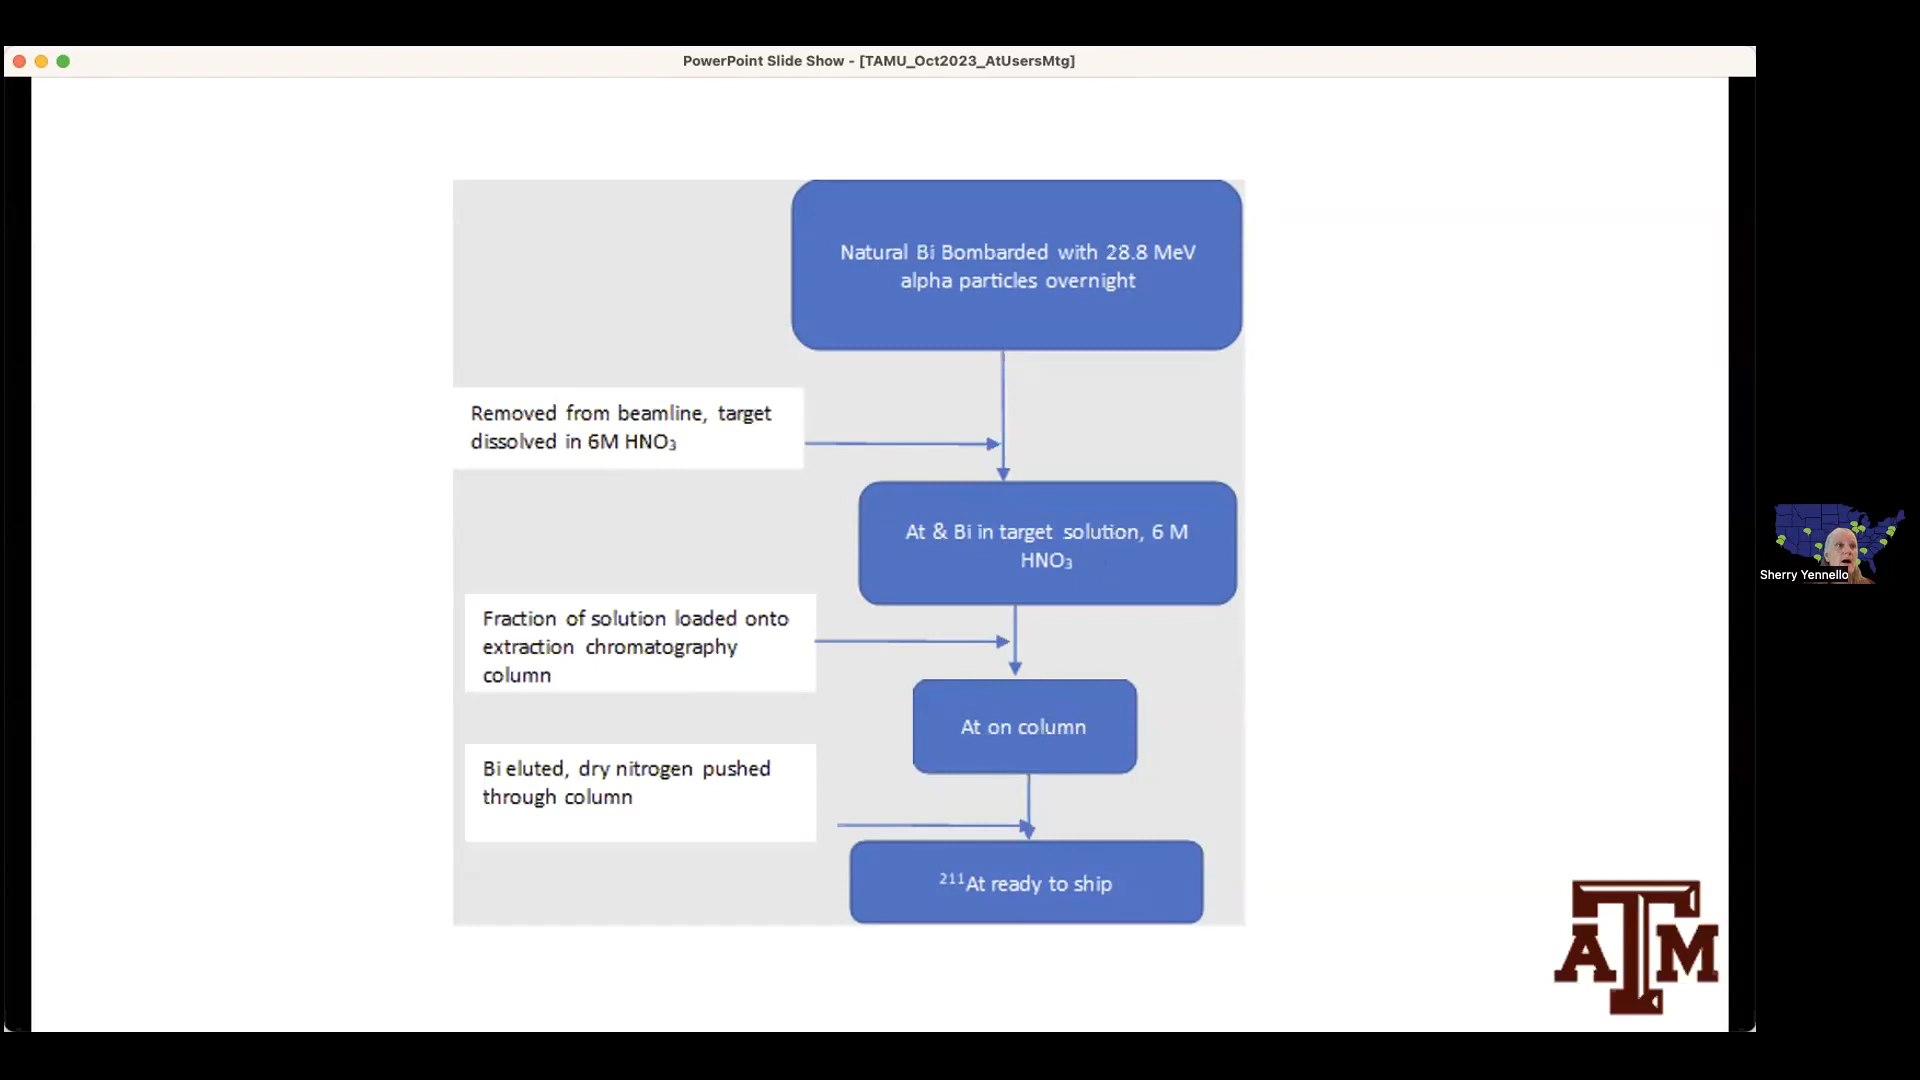 PowerPoint Slide Show - [TAMU_Oct2023_AtUsersMtg]
Natural Bi Bombarded with 28.8 MeV
alpha particles overnight
Removed from beamline, target
dissolved in 6M HNO₃
At & Bi in target solution, 6 M
HNO₃
Fraction of solution loaded onto
extraction chromatography
column
At on column
Bi eluted, dry nitrogen pushed
through column
²¹¹At ready to ship
ATM
Sherry Yennello